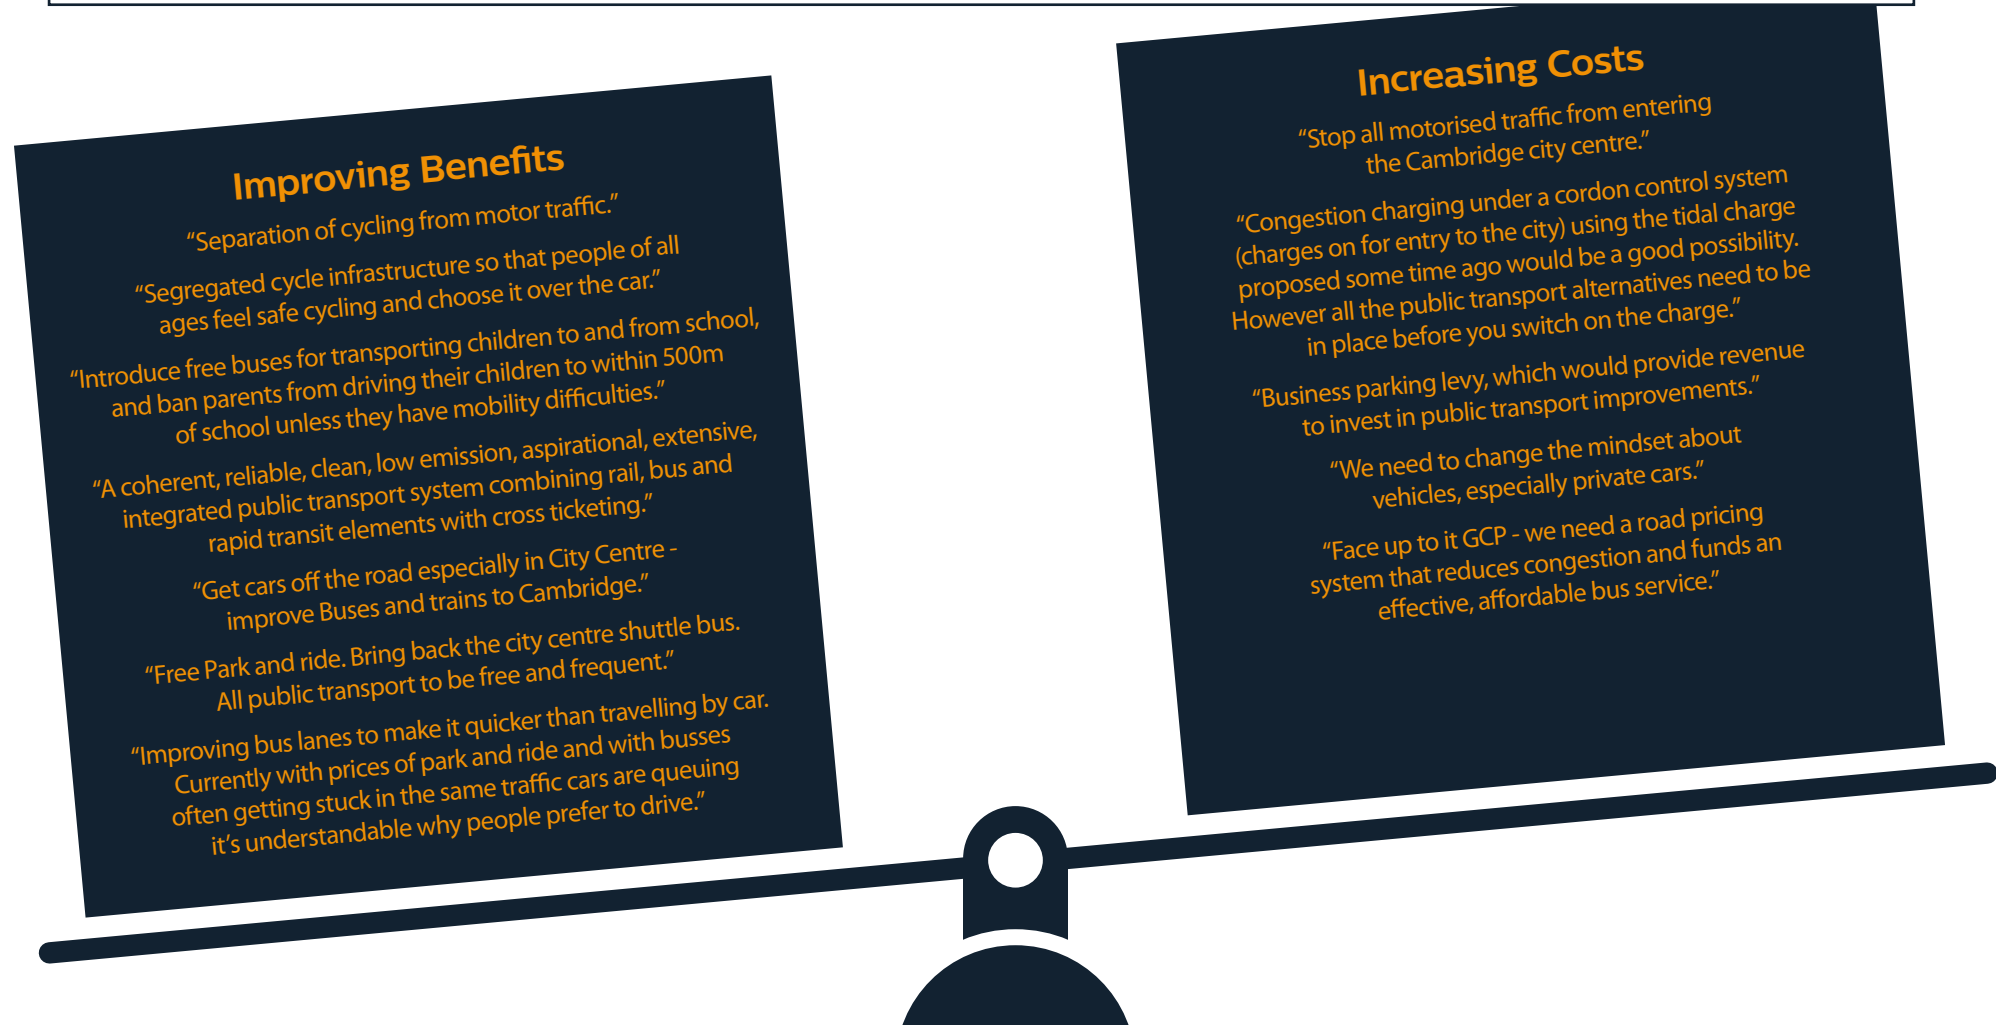 Improving Benefits
“Separation of cycling from motor traffic.”
“Segregated cycle infrastructure so that people of all
ages feel safe cycling and choose it over the car.”
“Introduce free buses for transporting children to and from school,
and ban parents from driving their children to within 500m
of school unless they have mobility difficulties.”
“A coherent, reliable, clean, low emission, aspirational, extensive,
integrated public transport system combining rail, bus and
rapid transit elements with cross ticketing.”
“Get cars off the road especially in City Centre -
improve Buses and trains to Cambridge.”
“Free Park and ride. Bring back the city centre shuttle bus.
All public transport to be free and frequent.”
“Improving bus lanes to make it quicker than travelling by car.
Currently with prices of park and ride and with busses
often getting stuck in the same traffic cars are queuing
it’s understandable why people prefer to drive.”
Increasing Costs
“Stop all motorised traffic from entering
the Cambridge city centre.”
“Congestion charging under a cordon control system
(charges on for entry to the city) using the tidal charge
proposed some time ago would be a good possibility.
However all the public transport alternatives need to be
in place before you switch on the charge.”
“Business parking levy, which would provide revenue
to invest in public transport improvements.”
“We need to change the mindset about
vehicles, especially private cars.”
“Face up to it GCP - we need a road pricing
system that reduces congestion and funds an
effective, affordable bus service.”